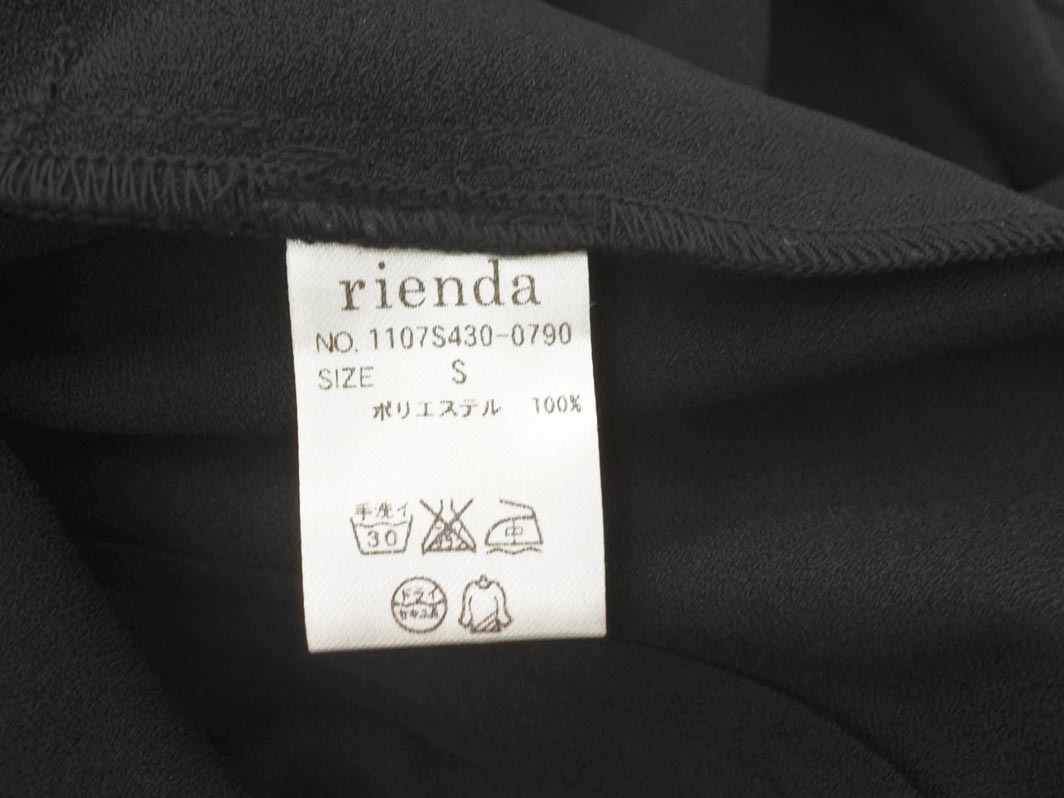 rienda
NO. 1107S430-0790
SIZE S
ポリエステル 100%
手洗イ
30
中
ドライ
セキユ系